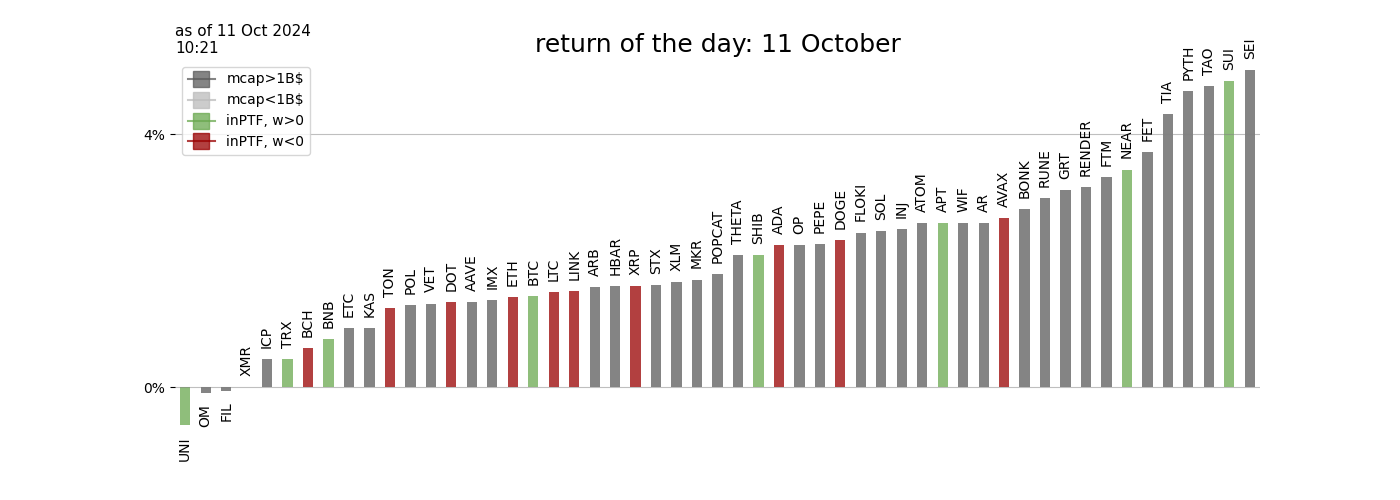 as of 11 Oct 2024
10:21
return of the day: 11 October
mcap>1B$
mcap<1B$
inPTF, w>0
inPTF, w<0
4%
0%
UNI
OM
FIL
XMR
ICP
TRX
BCH
BNB
ETC
KAS
TON
POL
VET
DOT
AAVE
IMX
ETH
BTC
LTC
LINK
ARB
HBAR
XRP
STX
XLM
MKR
POPCAT
THETA
SHIB
ADA
OP
PEPE
DOGE
FLOKI
SOL
INJ
ATOM
APT
WIF
AR
AVAX
BONK
RUNE
GRT
RENDER
FTM
NEAR
FET
TIA
PYTH
TAO
SUI
SEI